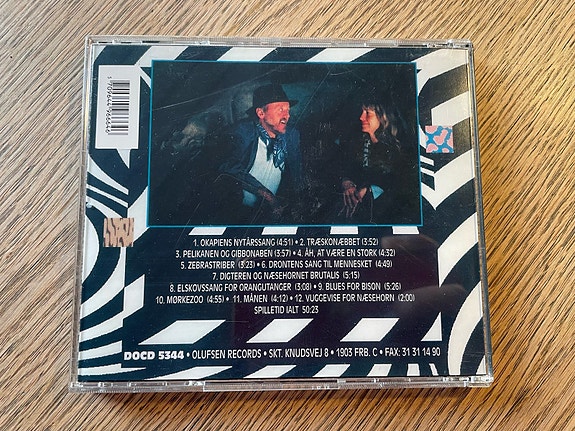 1. OKAPIENS NYTÅRSSANG (4:51) • 2. TRÆSKONÆBBET (3:52)
3. PELIKANEN OG GIBBONABEN (3:57) • 4. ÅH, AT VÆRE EN STORK (4:32)
5. ZEBRASTRIBER (3:23) • 6. DRONTENS SANG TIL MENNESKET (4:49)
7. DIGTEREN OG NÆSEHORNET BRUTALIS (5:15)
8. ELSKOVSSANG FOR ORANGUTANGER (3:08) • 9. BLUES FOR BISON (5:26)
10. MØRKEZOO (4:55) • 11. MÅNEN (4:12) • 12. VUGGEVISE FOR NÆSEHORN (2:00)
SPILLETID IALT 50:23
DOCD 5344 • OLUFSEN RECORDS • SKT. KNUDSVEJ 8 • 1903 FRB. C • FAX: 31 31 14 90